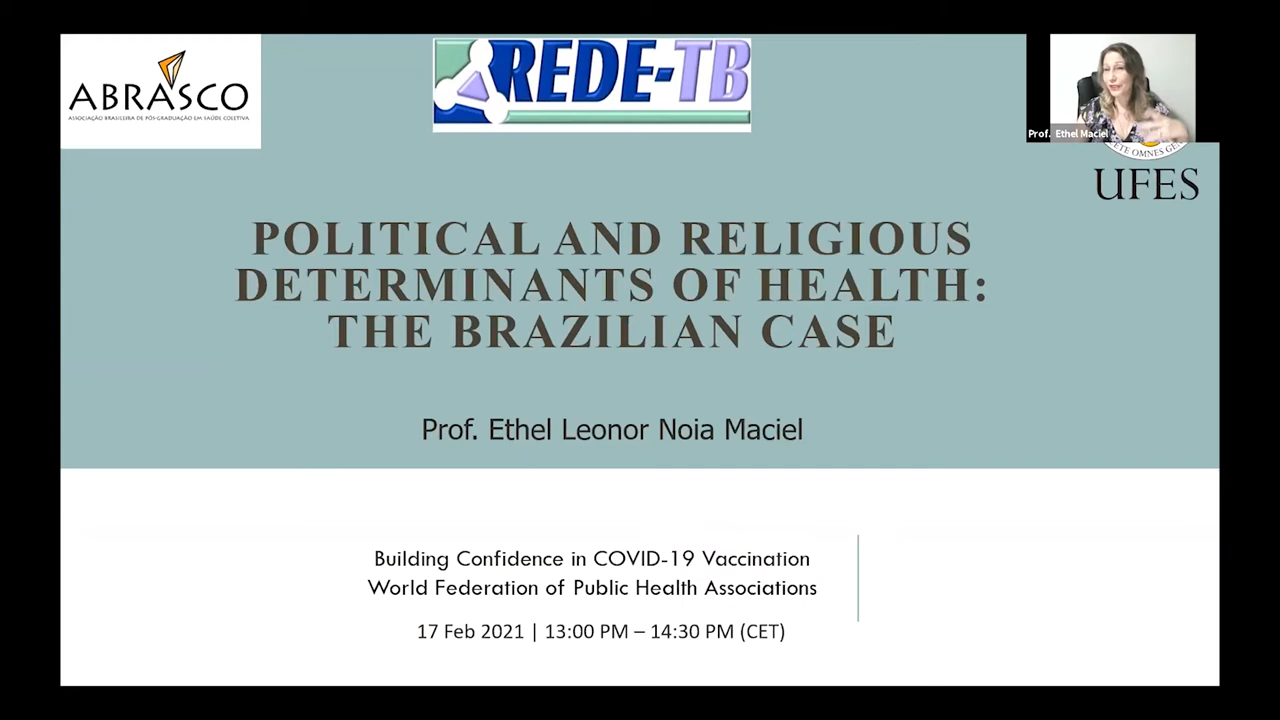 ABRASCO
ASSOCIAÇÃO BRASILEIRA DE PÓS-GRADUAÇÃO EM SAÚDE COLETIVA
REDE-TB
Prof. Ethel Maciel
OMNES
UFES
POLITICAL AND RELIGIOUS
DETERMINANTS OF HEALTH:
THE BRAZILIAN CASE
Prof. Ethel Leonor Noia Maciel
Building Confidence in COVID-19 Vaccination
World Federation of Public Health Associations
17 Feb 2021 | 13:00 PM – 14:30 PM (CET)